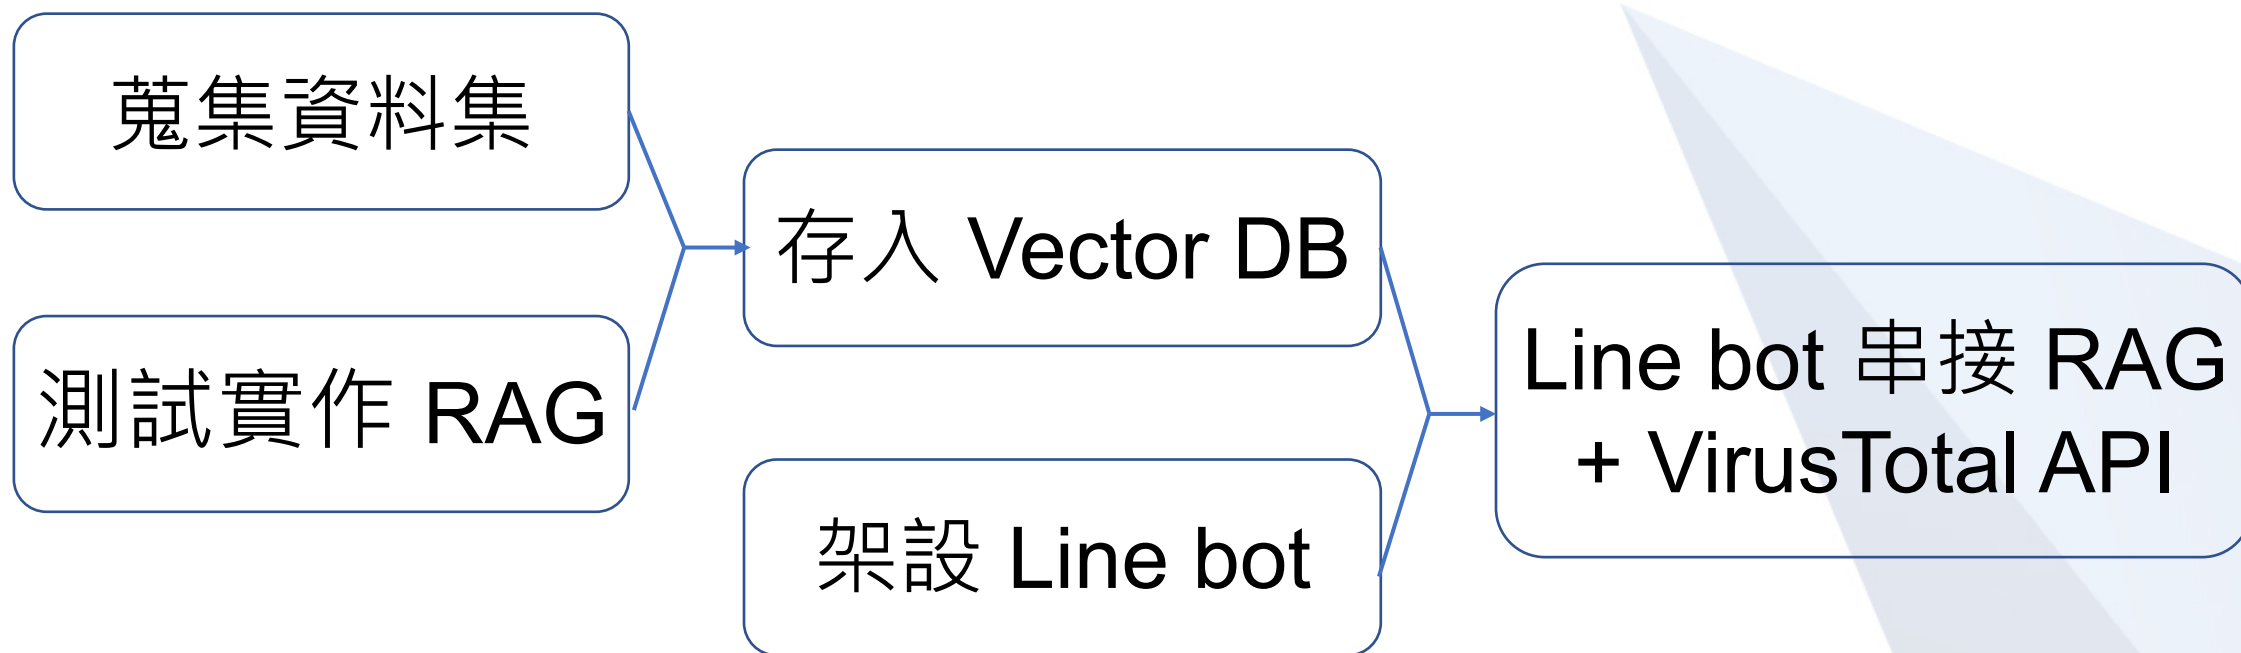 蒐集資料集
測試實作 RAG
存入 Vector DB
架設 Line bot
Line bot 串接 RAG
+ VirusTotal API